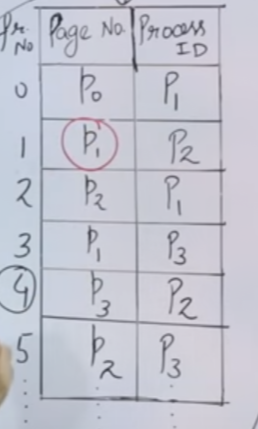 Fr. No Page No. Process ID
0 P0 P1
1 P1 P2
2 P2 P1
3 P1 P3
4 P3 P2
5 P2 P3